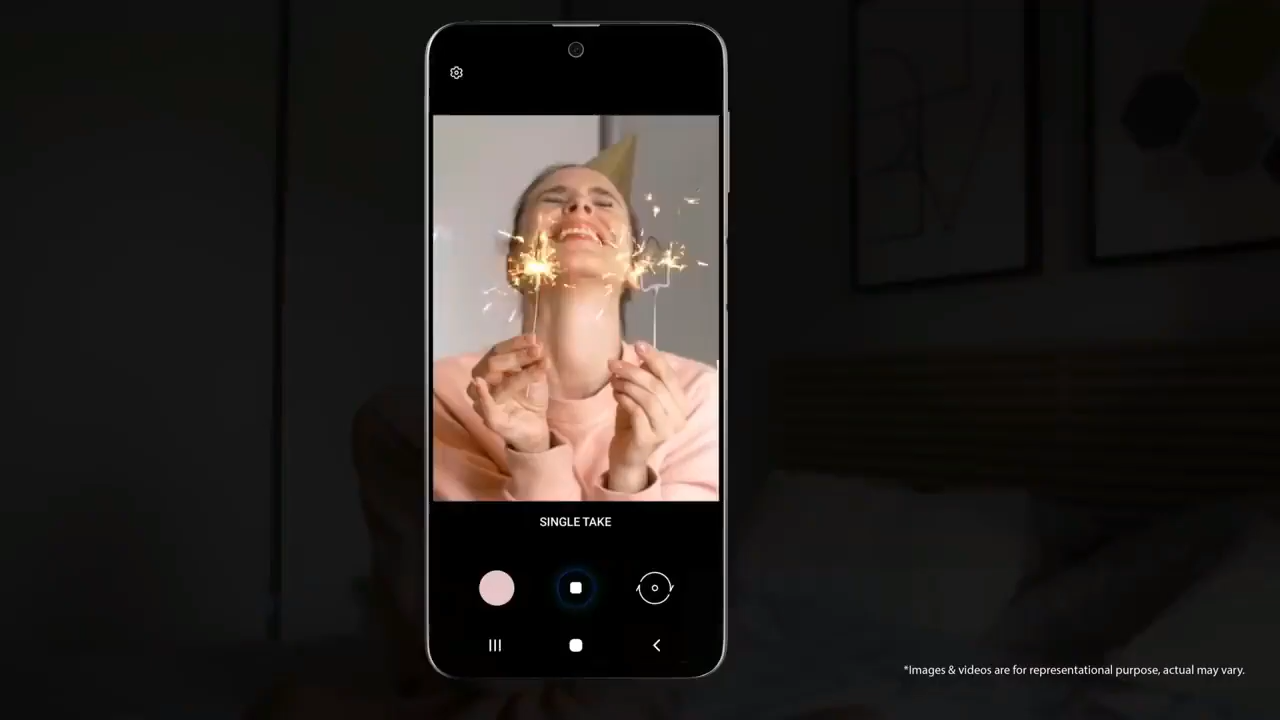 SINGLE TAKE
*Images & videos are for representational purpose, actual may vary.